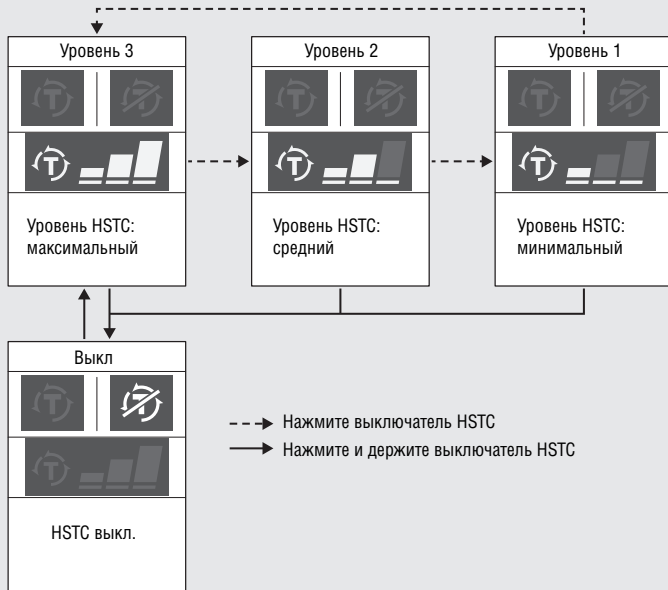 Уровень 3
Уровень 2
Уровень 1
T
T
T
T
T
T
T
T
T
Уровень HSTC:
максимальный
Уровень HSTC:
средний
Уровень HSTC:
минимальный
Выкл
T
T
T
HSTC выкл.
Нажмите выключатель HSTC
Нажмите и держите выключатель HSTC